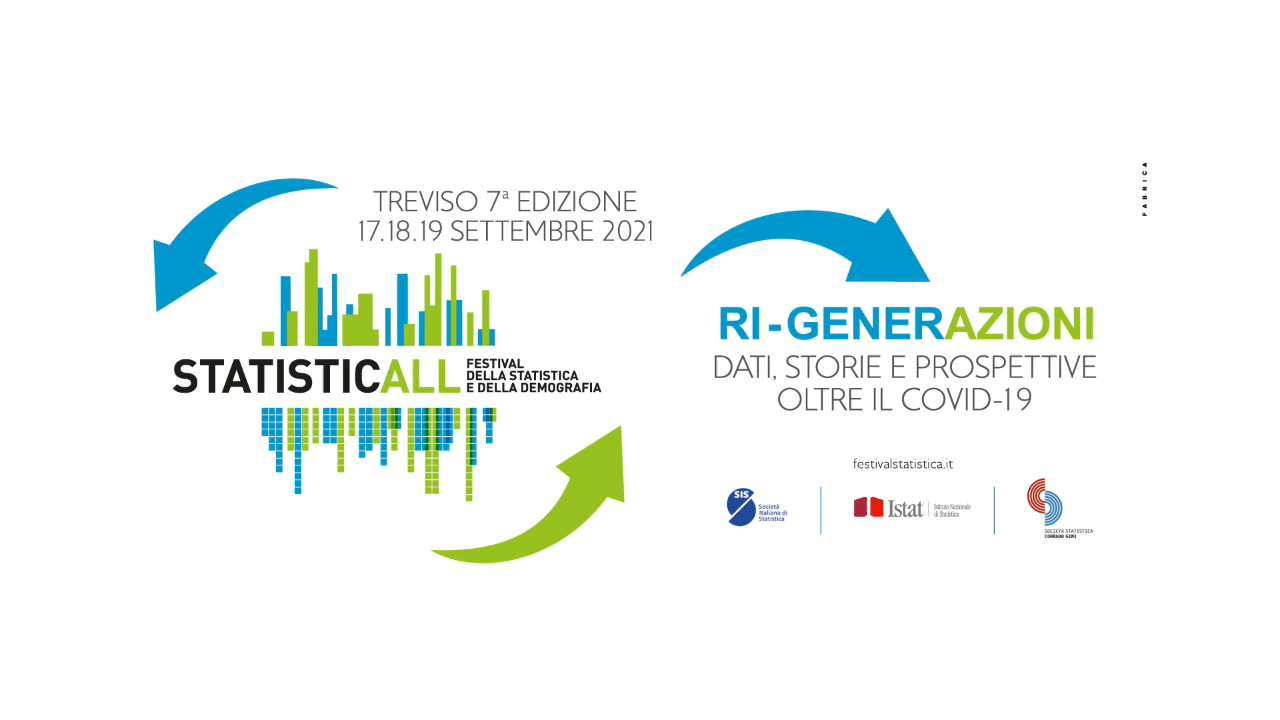 TREVISO 7ª EDIZIONE
17.18.19 SETTEMBRE 2021
STATISTICALL
FESTIVAL
DELLA STATISTICA
E DELLA DEMOGRAFIA
RI-GENERAZIONI
DATI, STORIE E PROSPETTIVE
OLTRE IL COVID-19
festivalstatistica.it
SIS
Società
Italiana di
Statistica
Istat
Istituto Nazionale
di Statistica
SOCIETÀ STATISTICA
CORRADO GINI
FABRICA